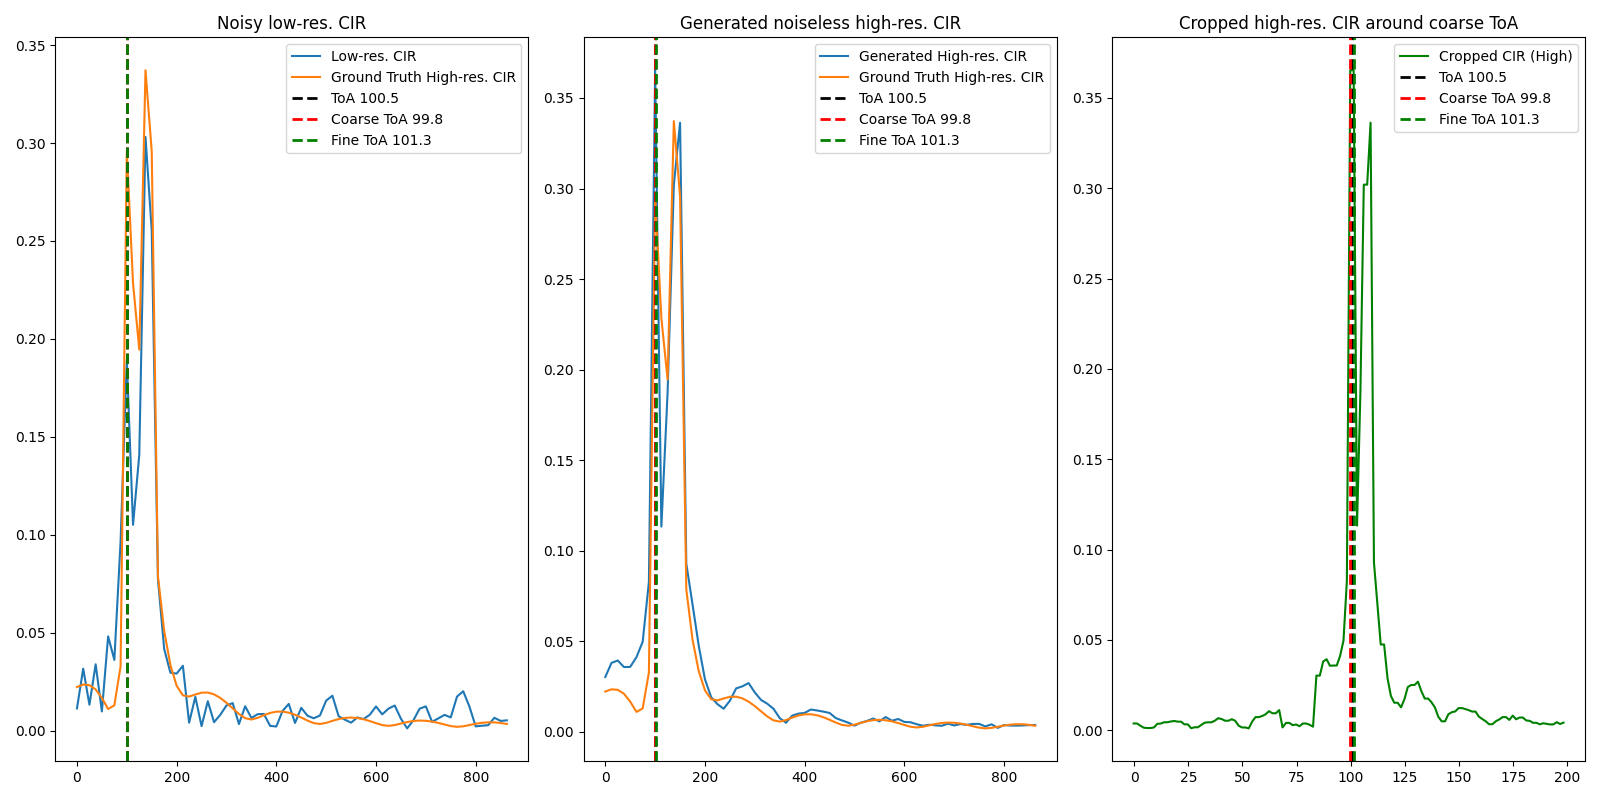 Noisy low-res. CIR
0.35
0.30
0.25
0.20
0.15
0.10
0.05
0.00
0 200 400 600 800
Low-res. CIR
Ground Truth High-res. CIR
ToA 100.5
Coarse ToA 99.8
Fine ToA 101.3
Generated noiseless high-res. CIR
0.35
0.30
0.25
0.20
0.15
0.10
0.05
0.00
0 200 400 600 800
Generated High-res. CIR
Ground Truth High-res. CIR
ToA 100.5
Coarse ToA 99.8
Fine ToA 101.3
Cropped high-res. CIR around coarse ToA
0.35
0.30
0.25
0.20
0.15
0.10
0.05
0.00
0 25 50 75 100 125 150 175 200
Cropped CIR (High)
ToA 100.5
Coarse ToA 99.8
Fine ToA 101.3